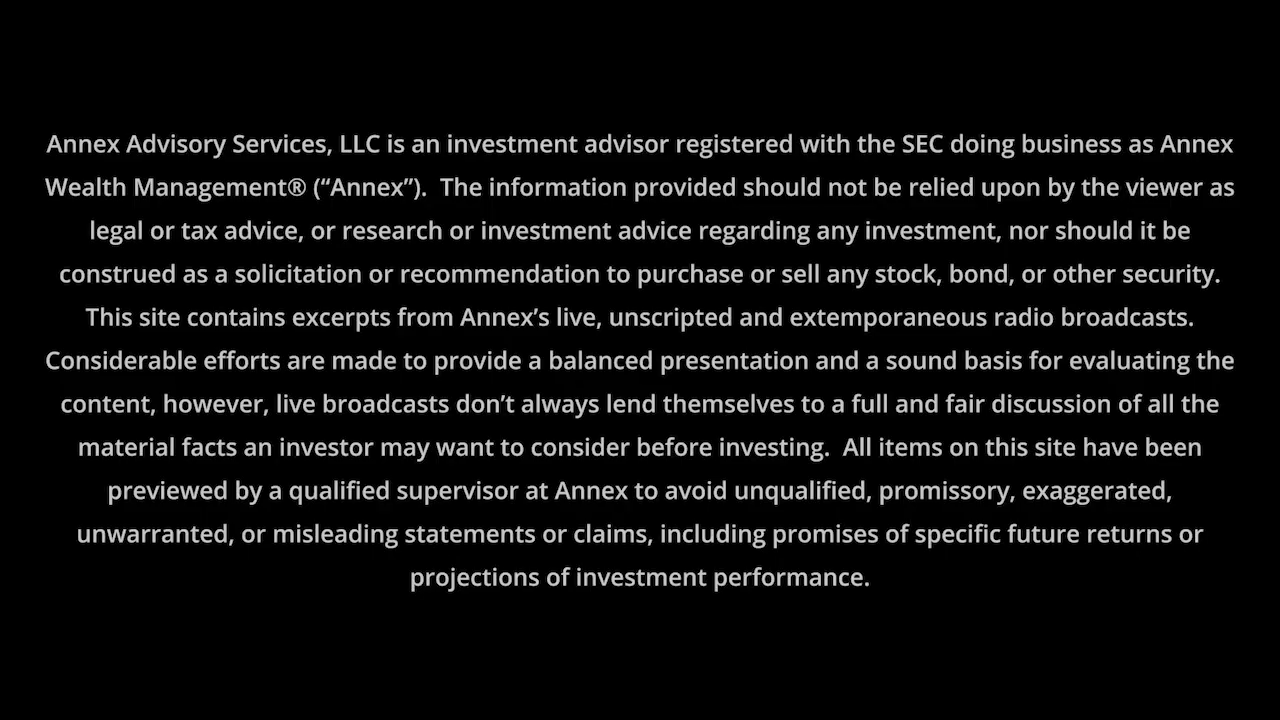 Annex Advisory Services, LLC is an investment advisor registered with the SEC doing business as Annex
Wealth Management® (“Annex”).  The information provided should not be relied upon by the viewer as
legal or tax advice, or research or investment advice regarding any investment, nor should it be
construed as a solicitation or recommendation to purchase or sell any stock, bond, or other security.
This site contains excerpts from Annex’s live, unscripted and extemporaneous radio broadcasts.
Considerable efforts are made to provide a balanced presentation and a sound basis for evaluating the
content, however, live broadcasts don’t always lend themselves to a full and fair discussion of all the
material facts an investor may want to consider before investing.  All items on this site have been
previewed by a qualified supervisor at Annex to avoid unqualified, promissory, exaggerated,
unwarranted, or misleading statements or claims, including promises of specific future returns or
projections of investment performance.